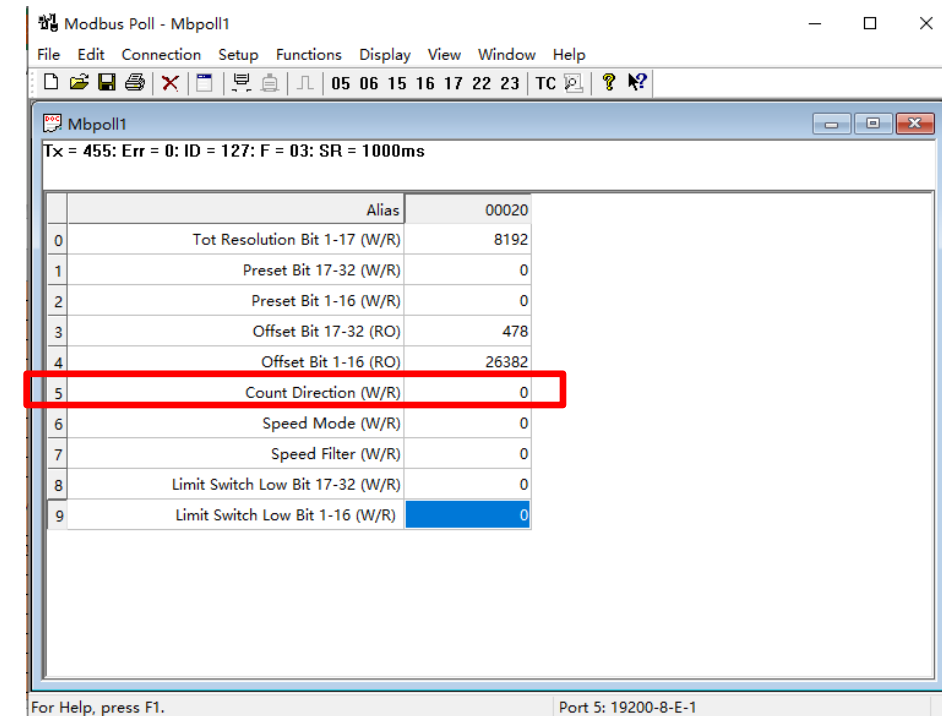 Modbus Poll - Mbpoll1
File Edit Connection Setup Functions Display View Window Help
05 06 15 16 17 22 23 TC
Mbpoll1
Tx = 455: Err = 0: ID = 127: F = 03: SR = 1000ms
Alias 00020
0 Tot Resolution Bit 1-17 (W/R) 8192
1 Preset Bit 17-32 (W/R) 0
2 Preset Bit 1-16 (W/R) 0
3 Offset Bit 17-32 (RO) 478
4 Offset Bit 1-16 (RO) 26382
5 Count Direction (W/R) 0
6 Speed Mode (W/R) 0
7 Speed Filter (W/R) 0
8 Limit Switch Low Bit 17-32 (W/R) 0
9 Limit Switch Low Bit 1-16 (W/R) 0
For Help, press F1. Port 5: 19200-8-E-1